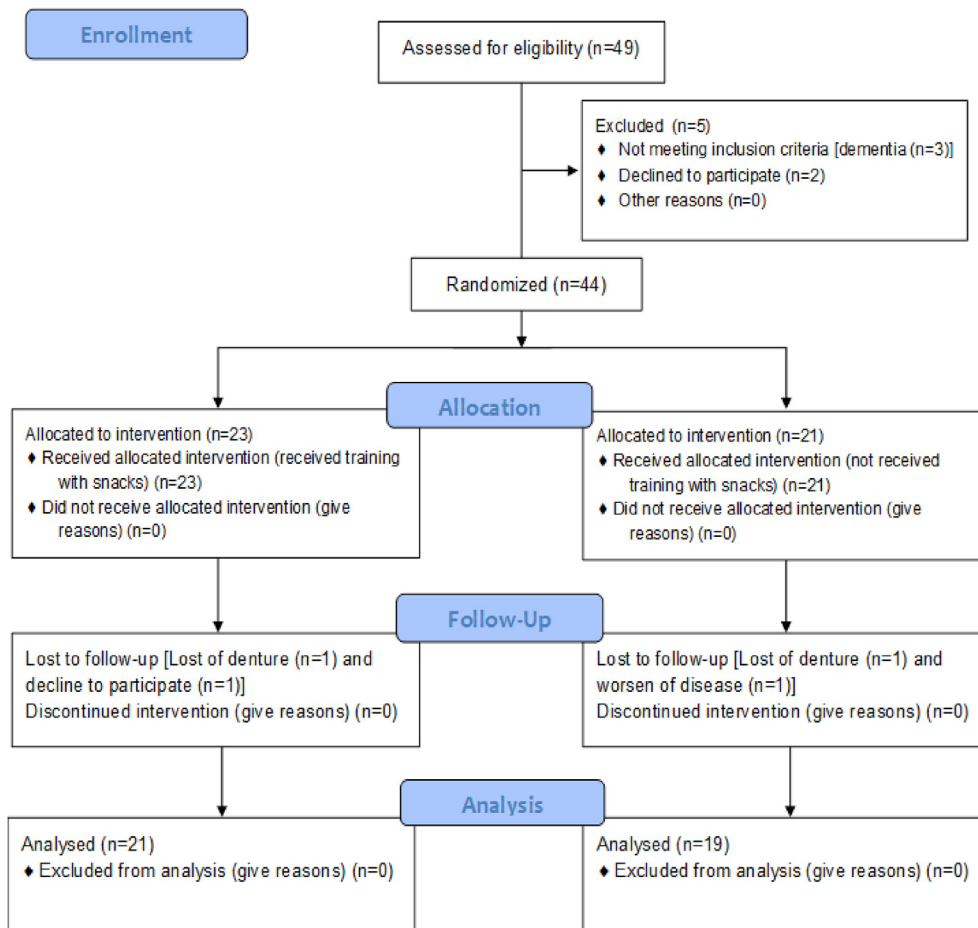 Enrollment
Assessed for eligibility (n=49)
Excluded (n=5)
♦ Not meeting inclusion criteria [dementia (n=3)]
♦ Declined to participate (n=2)
♦ Other reasons (n=0)
Randomized (n=44)
Allocation
Allocated to intervention (n=23)
♦ Received allocated intervention (received training
with snacks) (n=23)
♦ Did not receive allocated intervention (give
reasons) (n=0)
Allocated to intervention (n=21)
♦ Received allocated intervention (not received
training with snacks) (n=21)
♦ Did not receive allocated intervention (give
reasons) (n=0)
Follow-Up
Lost to follow-up [Lost of denture (n=1) and
decline to participate (n=1)]
Discontinued intervention (give reasons) (n=0)
Lost to follow-up [Lost of denture (n=1) and
worsen of disease (n=1)]
Discontinued intervention (give reasons) (n=0)
Analysis
Analysed (n=21)
♦ Excluded from analysis (give reasons) (n=0)
Analysed (n=19)
♦ Excluded from analysis (give reasons) (n=0)